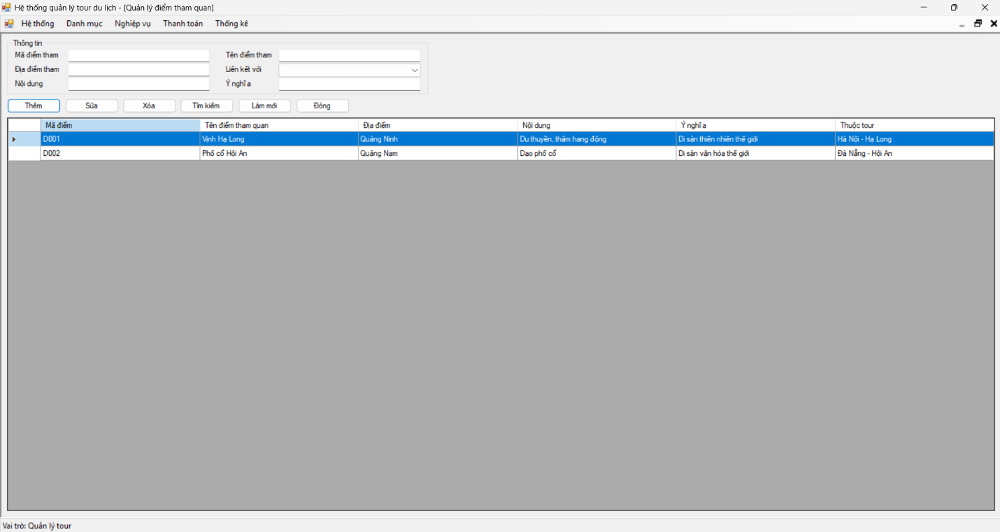 Hệ thống quản lý tour du lịch - [Quản lý điểm tham quan]
Hệ thống Danh mục Nghiệp vụ Thanh toán Thống kê
Thông tin
Mã điểm tham Tên điểm tham
Địa điểm tham Liên kết với
Nội dung Ý nghĩa
Thêm Sửa Xóa Tìm kiếm Làm mới Đóng
Mã điểm Tên điểm tham quan Địa điểm Nội dung Ý nghĩa Thuộc tour
D001 Vịnh Hạ Long Quảng Ninh Du thuyền, thăm hang động Di sản thiên nhiên thế giới Hà Nội - Hạ Long
D002 Phố cổ Hội An Quảng Nam Dạo phố cổ Di sản văn hóa thế giới Đà Nẵng - Hội An
Vai trò: Quản lý tour